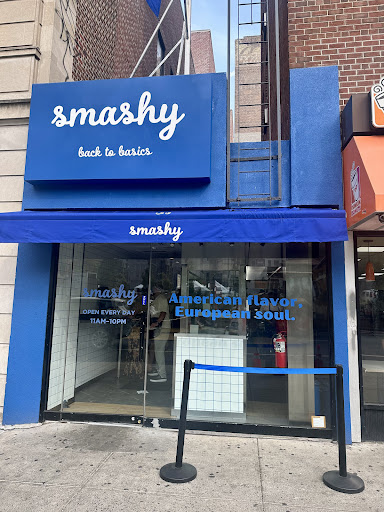 smashy
back to basics
smashy
smashy
OPEN EVERY DAY
11AM-10PM
American flavor,
European soul.